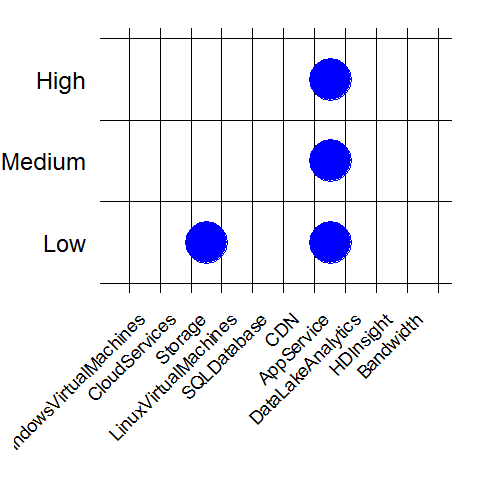 High
Medium
Low
ndowsVirtualMachines
CloudServices
Storage
LinuxVirtualMachines
SQLDatabase
CDN
AppService
DataLakeAnalytics
HDInsight
Bandwidth